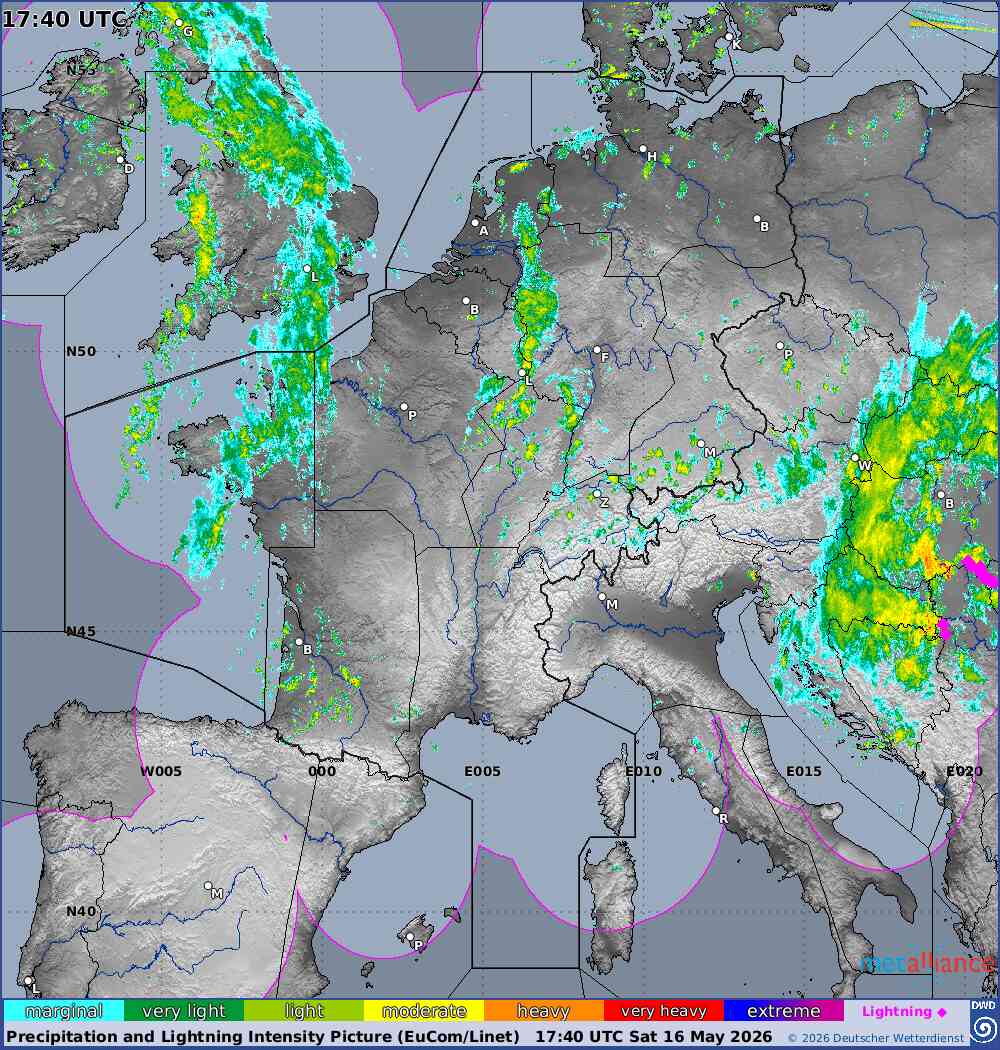 17:40 UTC
G
K
N55
D
H
A
B
L
B
N50
F
P
L
P
M
W
Z
B
M
N45
B
W005
000
E005
E010
E015
E020
R
M
N40
P
L
metalliance
marginal
very light
light
moderate
heavy
very heavy
extreme
Lightning ◆
DWD
Precipitation and Lightning Intensity Picture (EuCom/Linet) 17:40 UTC Sat 16 May 2026
© 2026 Deutscher Wetterdienst